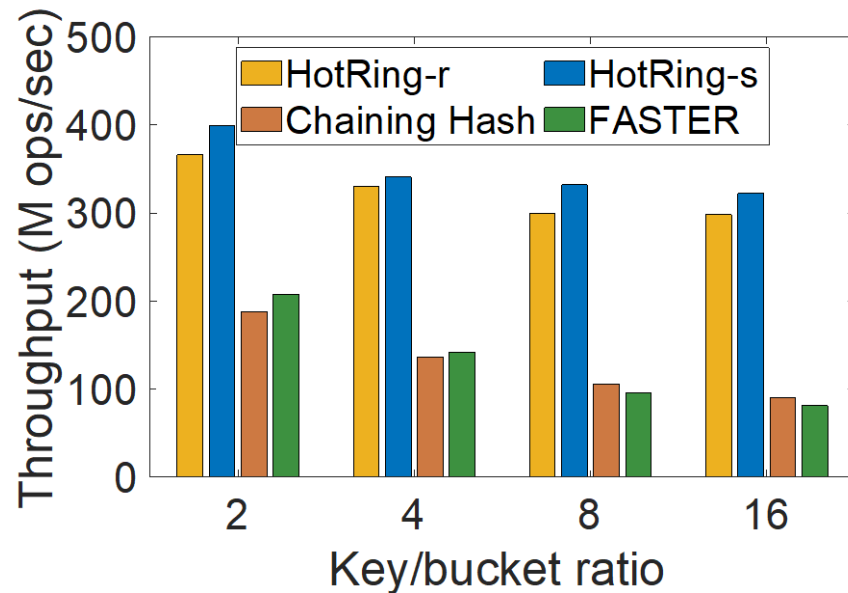 Throughput (M ops/sec)
500
400
300
200
100
0
HotRing-r HotRing-s
Chaining Hash FASTER
2 4 8 16
Key/bucket ratio